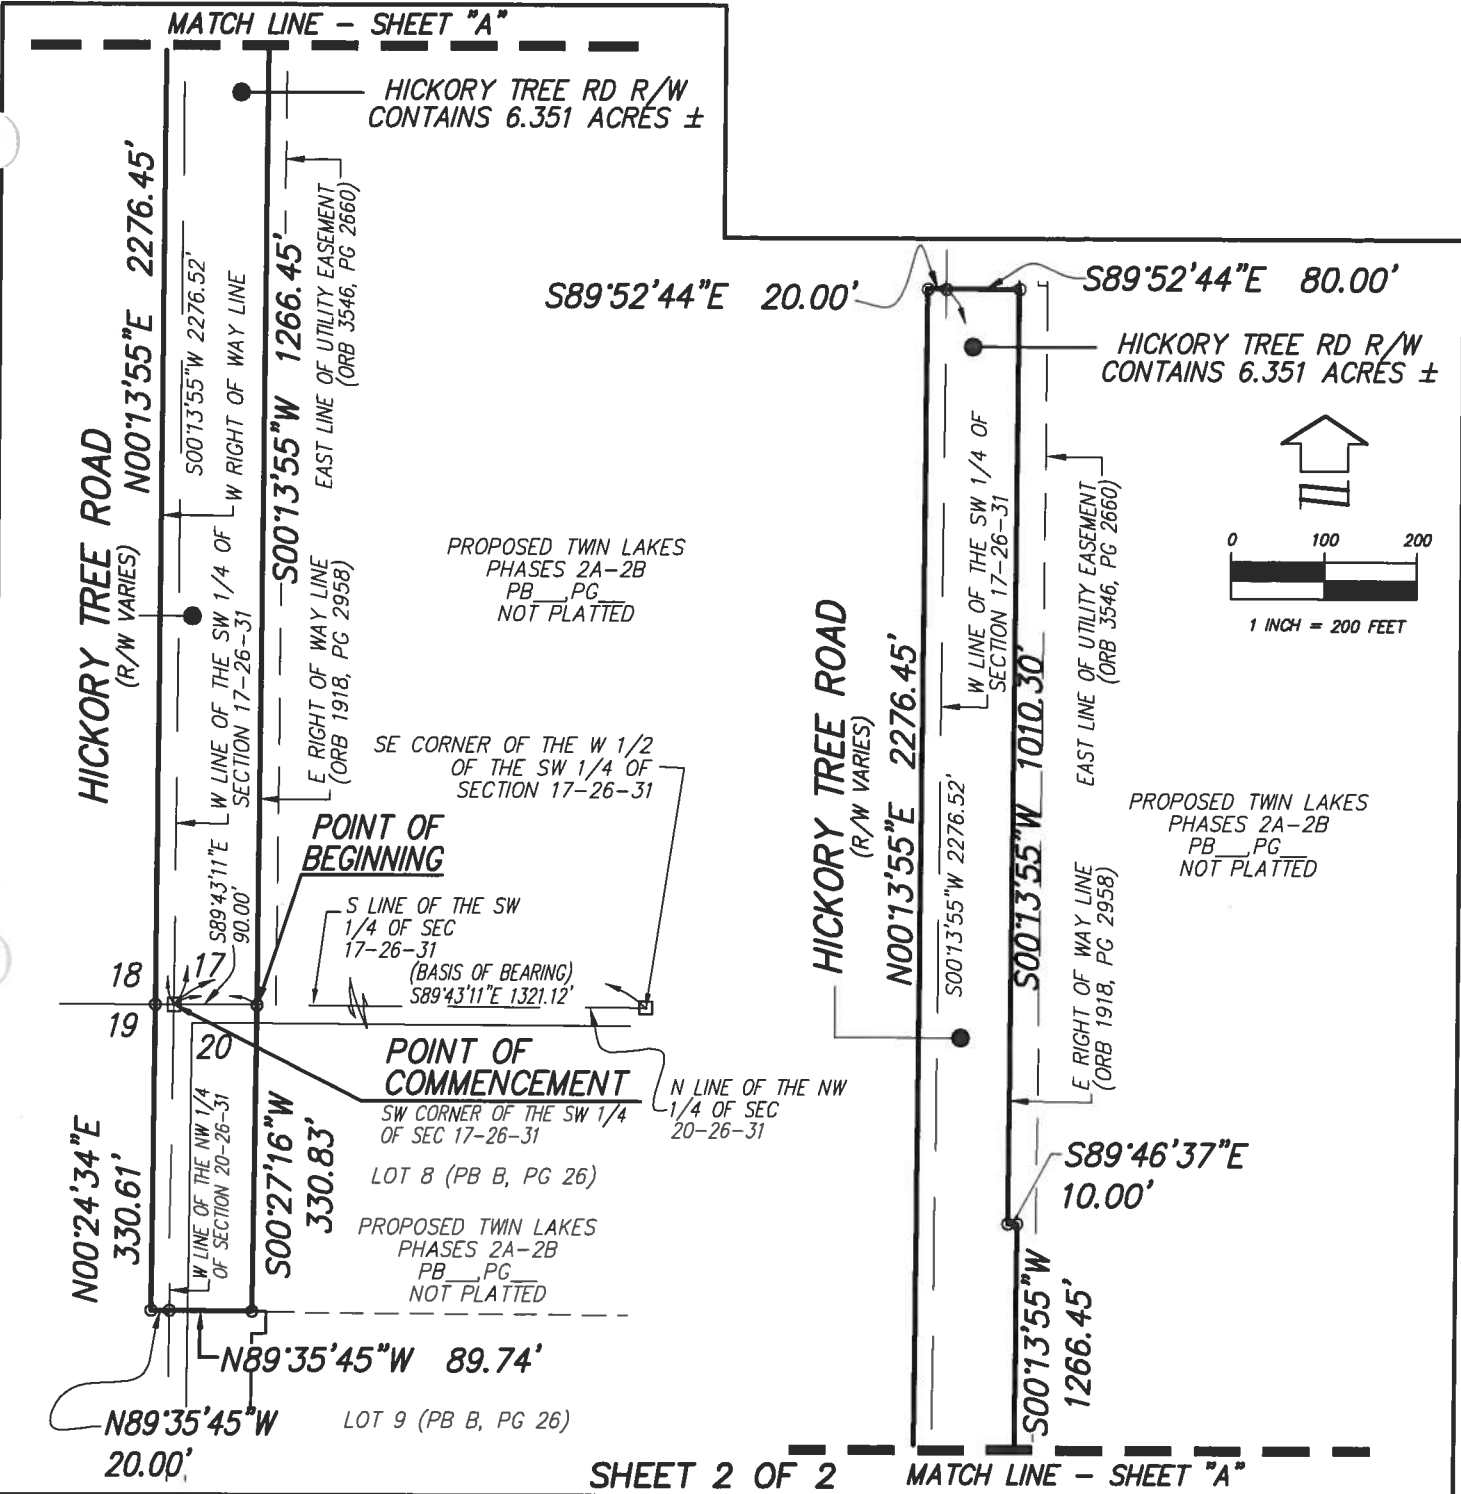 MATCH LINE - SHEET "A"
HICKORY TREE RD R/W
CONTAINS 6.351 ACRES ±
N00°13'55"E 2276.45'
S00°13'55"W 2276.52'
W RIGHT OF WAY LINE
S00°13'55"W 1266.45'
EAST LINE OF UTILITY EASEMENT
(ORB 3546, PG 2660)
HICKORY TREE ROAD
(R/W VARIES)
W LINE OF THE SW 1/4 OF
SECTION 17-26-31
E RIGHT OF WAY LINE
(ORB 1918, PG 2958)
PROPOSED TWIN LAKES
PHASES 2A-2B
PB___,PG___
NOT PLATTED
SE CORNER OF THE W 1/2
OF THE SW 1/4 OF
SECTION 17-26-31
POINT OF
BEGINNING
S89°43'11"E
90.00'
S LINE OF THE SW
1/4 OF SEC
17-26-31
(BASIS OF BEARING)
S89°43'11"E 1321.12'
18
17
19
20
POINT OF
COMMENCEMENT
SW CORNER OF THE SW 1/4
OF SEC 17-26-31
N LINE OF THE NW
1/4 OF SEC
20-26-31
N00°24'34"E
330.61'
W LINE OF THE NW 1/4
OF SECTION 20-26-31
S00°27'16"W
330.83'
LOT 8 (PB B, PG 26)
PROPOSED TWIN LAKES
PHASES 2A-2B
PB___,PG___
NOT PLATTED
N89°35'45"W 89.74'
N89°35'45"W
20.00'
LOT 9 (PB B, PG 26)
S89°52'44"E 20.00'
S89°52'44"E 80.00'
HICKORY TREE RD R/W
CONTAINS 6.351 ACRES ±
0 100 200
1 INCH = 200 FEET
W LINE OF THE SW 1/4 OF
SECTION 17-26-31
EAST LINE OF UTILITY EASEMENT
(ORB 3546, PG 2660)
HICKORY TREE ROAD
(R/W VARIES)
N00°13'55"E 2276.45'
S00°13'55"W 2276.52'
S00°13'55"W 1010.30'
E RIGHT OF WAY LINE
(ORB 1918, PG 2958)
PROPOSED TWIN LAKES
PHASES 2A-2B
PB___,PG___
NOT PLATTED
S89°46'37"E
10.00'
S00°13'55"W
1266.45'
SHEET 2 OF 2
MATCH LINE - SHEET "A"